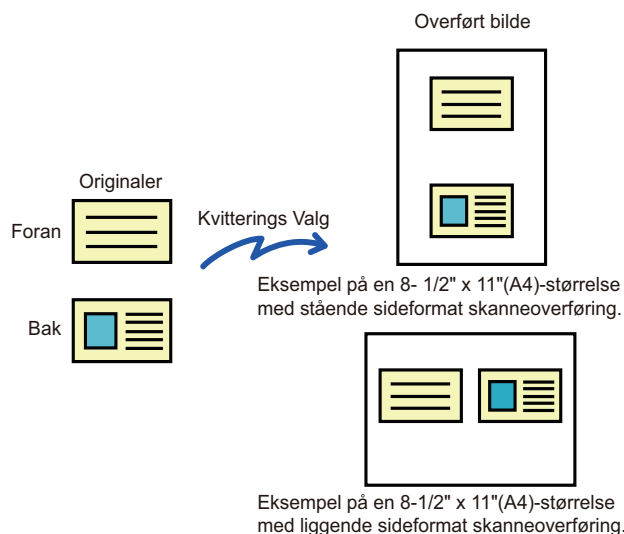 Overført bilde
Originaler
Foran
Kvitterings Valg
Bak
Eksempel på en 8- 1/2" x 11"(A4)-størrelse
med stående sideformat skanneoverføring.
Eksempel på en 8-1/2" x 11"(A4)-størrelse
med liggende sideformat skanneoverføring.